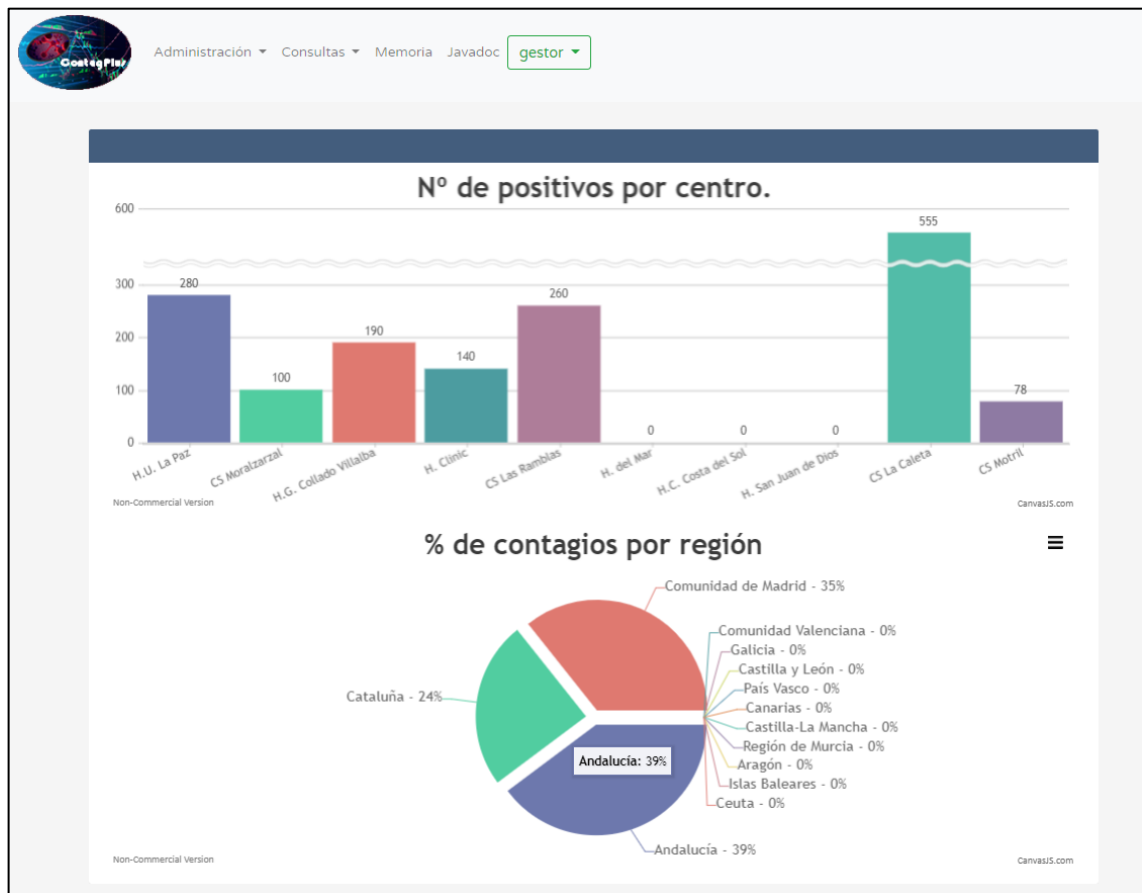 ContagPlus
Administración Consultas Memoria Javadoc gestor
Nº de positivos por centro.
600
555
300
280
260
200
190
140
100
100
78
0
0
0
0
H.U. La Paz
CS Moralzarzal
H.G. Collado Villalba
H. Clinic
CS Las Ramblas
H. del Mar
H.C. Costa del Sol
H. San Juan de Dios
CS La Caleta
CS Motril
Non-Commercial Version
CanvasJS.com
% de contagios por región
Comunidad de Madrid - 35%
Comunidad Valenciana - 0%
Galicia - 0%
Castilla y León - 0%
País Vasco - 0%
Cataluña - 24%
Canarias - 0%
Castilla-La Mancha - 0%
Región de Murcia - 0%
Andalucía: 39%
Aragón - 0%
Islas Baleares - 0%
Ceuta - 0%
Andalucía - 39%
Non-Commercial Version
CanvasJS.com